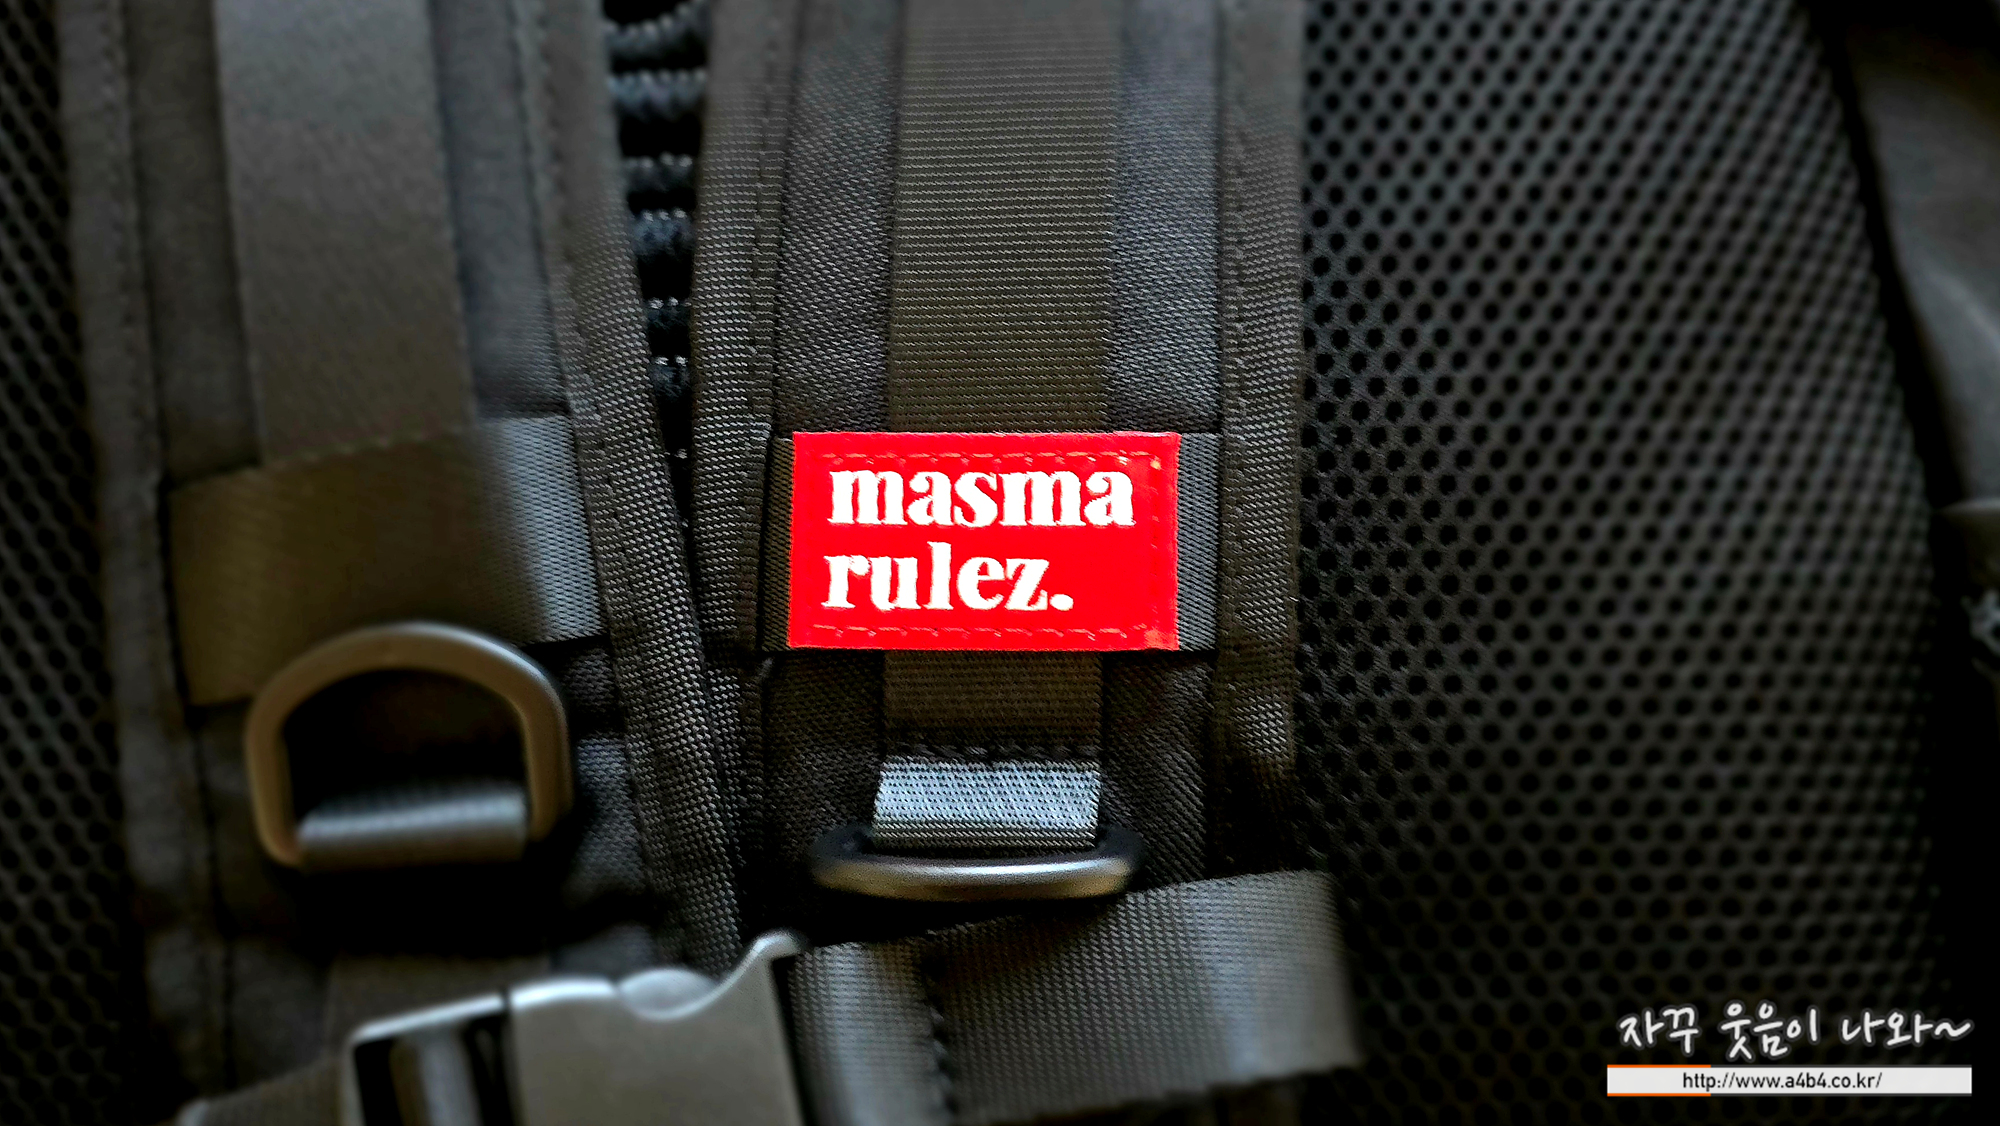 masma
rulez.
자꾸 웃음이 나와~
http://www.a4b4.co.kr/